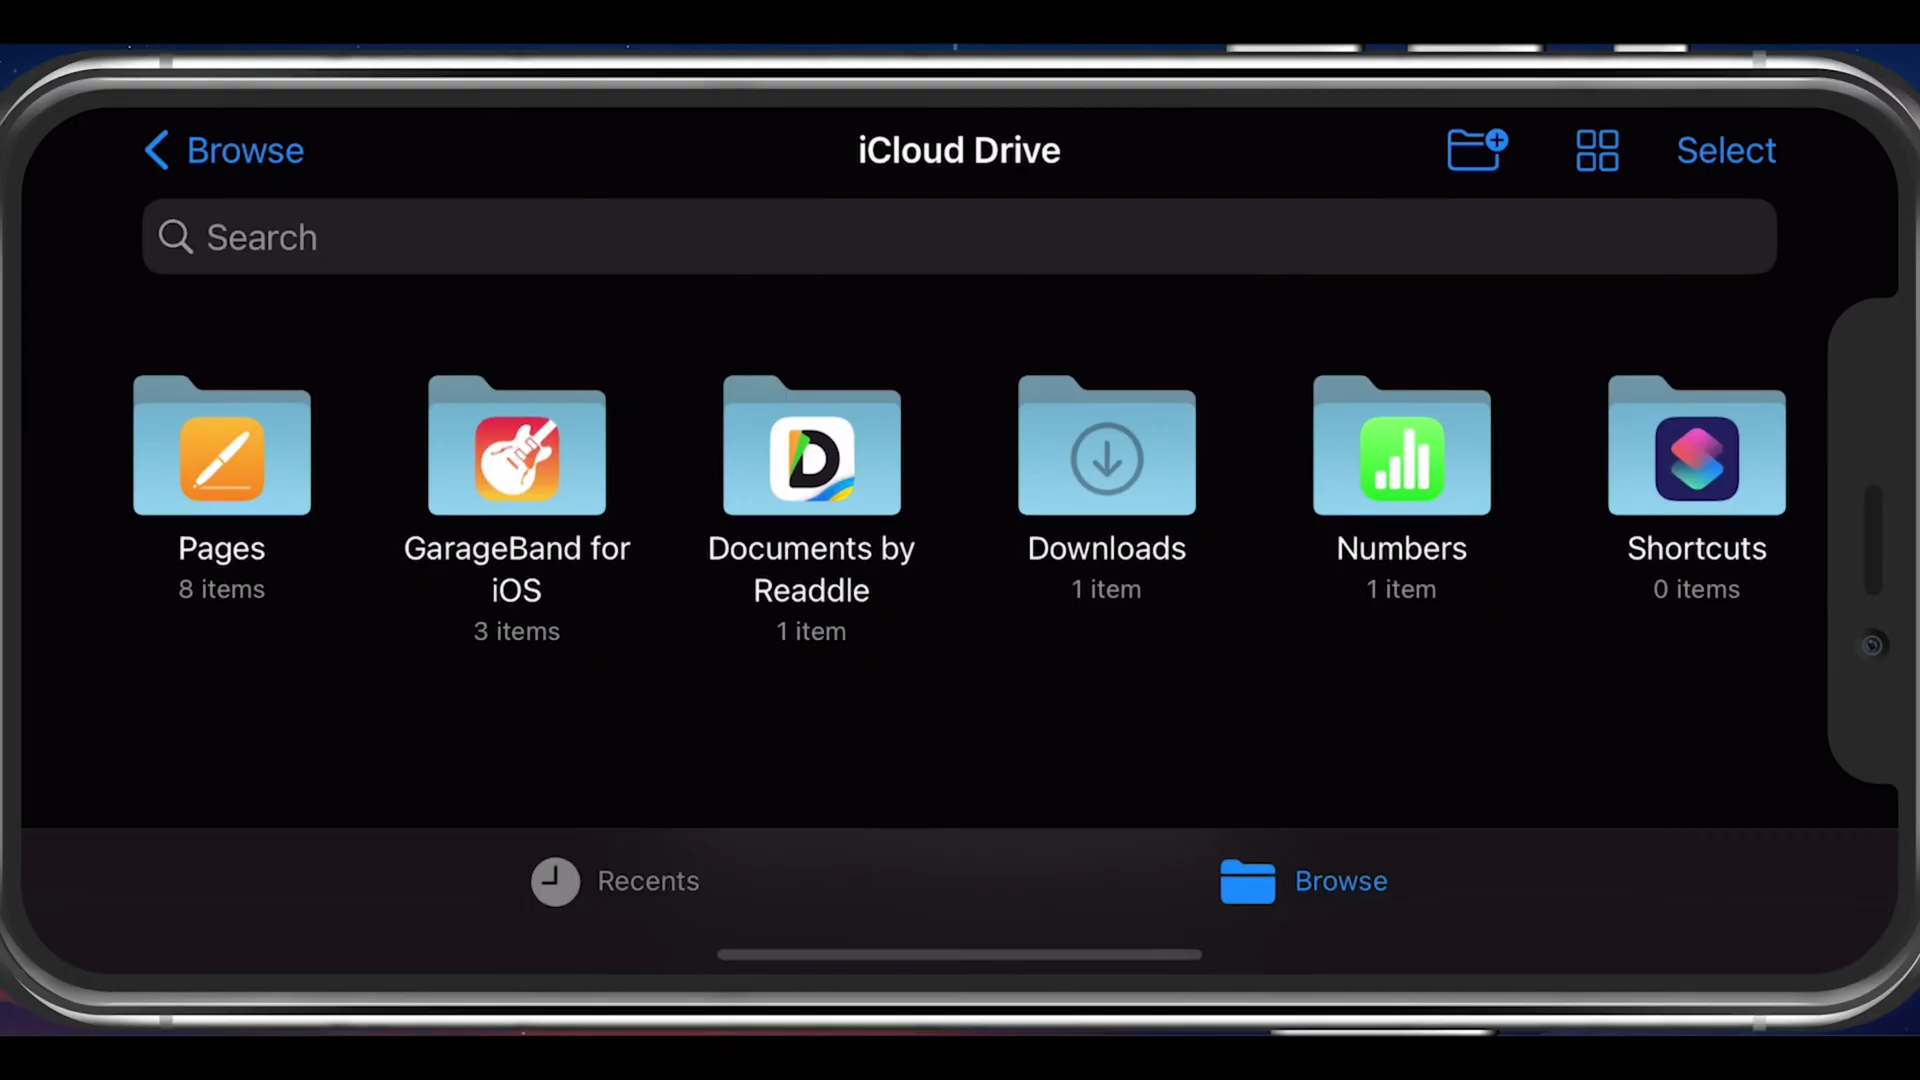 Browse
iCloud Drive
Select
Search
Pages
8 items
GarageBand for
iOS
3 items
Documents by
Readdle
1 item
Downloads
1 item
Numbers
1 item
Shortcuts
0 items
Recents
Browse